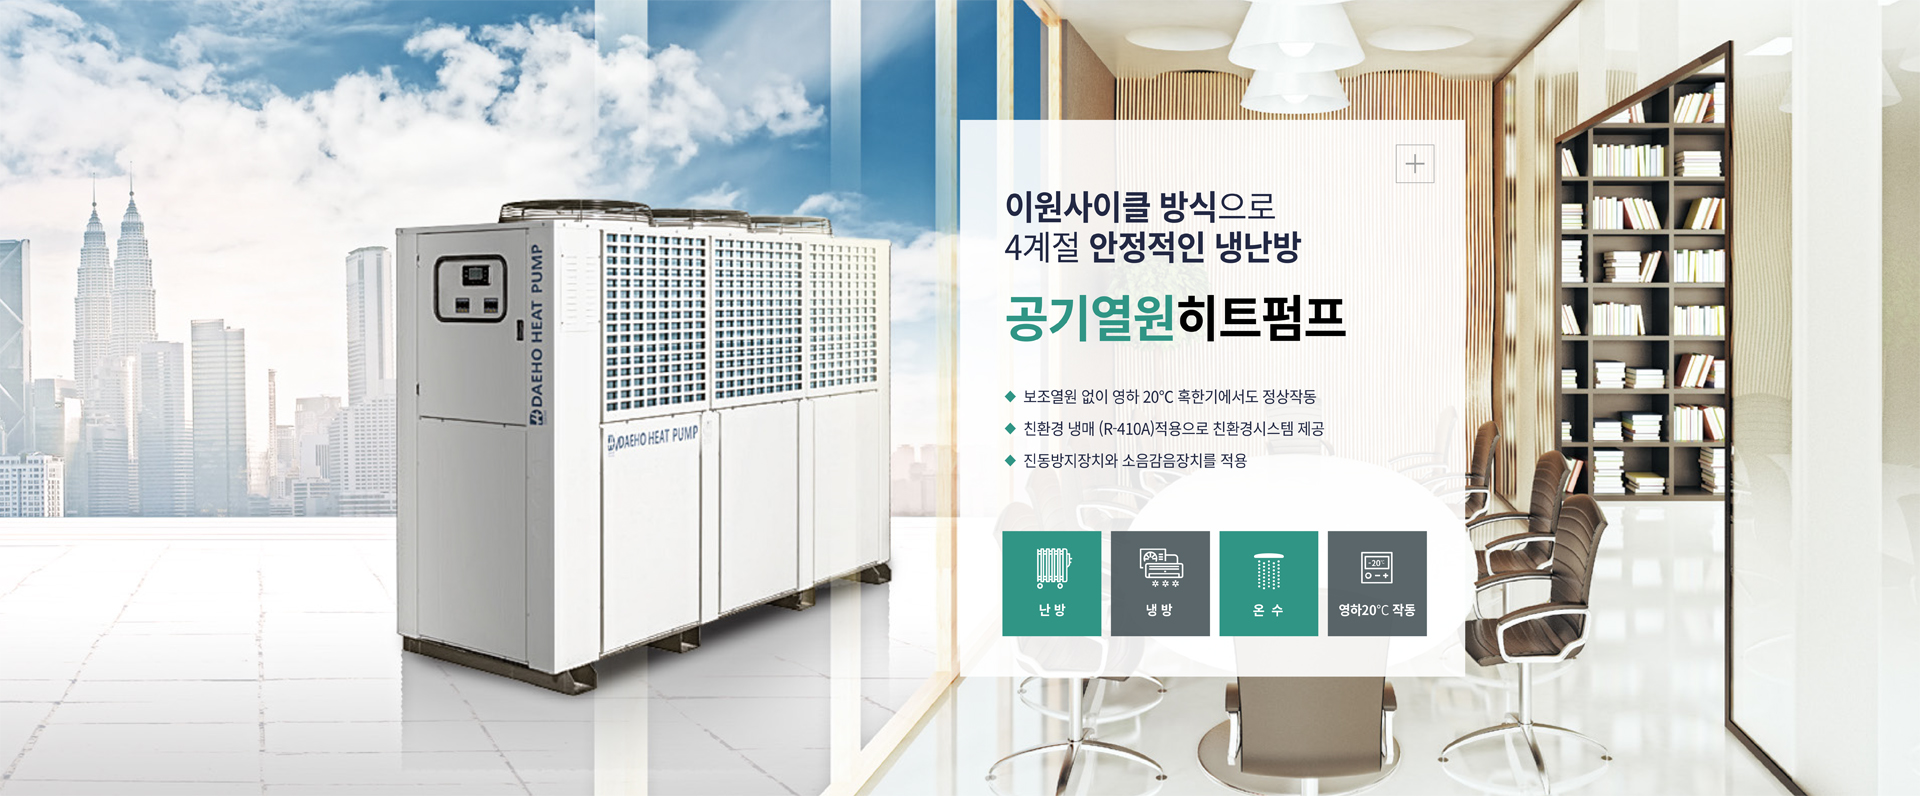 DAEHO HEAT PUMP
DAEHO HEAT PUMP
이원사이클 방식으로
4계절 안정적인 냉난방
공기열원히트펌프
보조열원 없이 영하 20℃ 혹한기에서도 정상작동
친환경 냉매 (R-410A)적용으로 친환경시스템 제공
진동방지장치와 소음감음장치를 적용
난 방
냉 방
온 수
-20℃
영하20℃ 작동